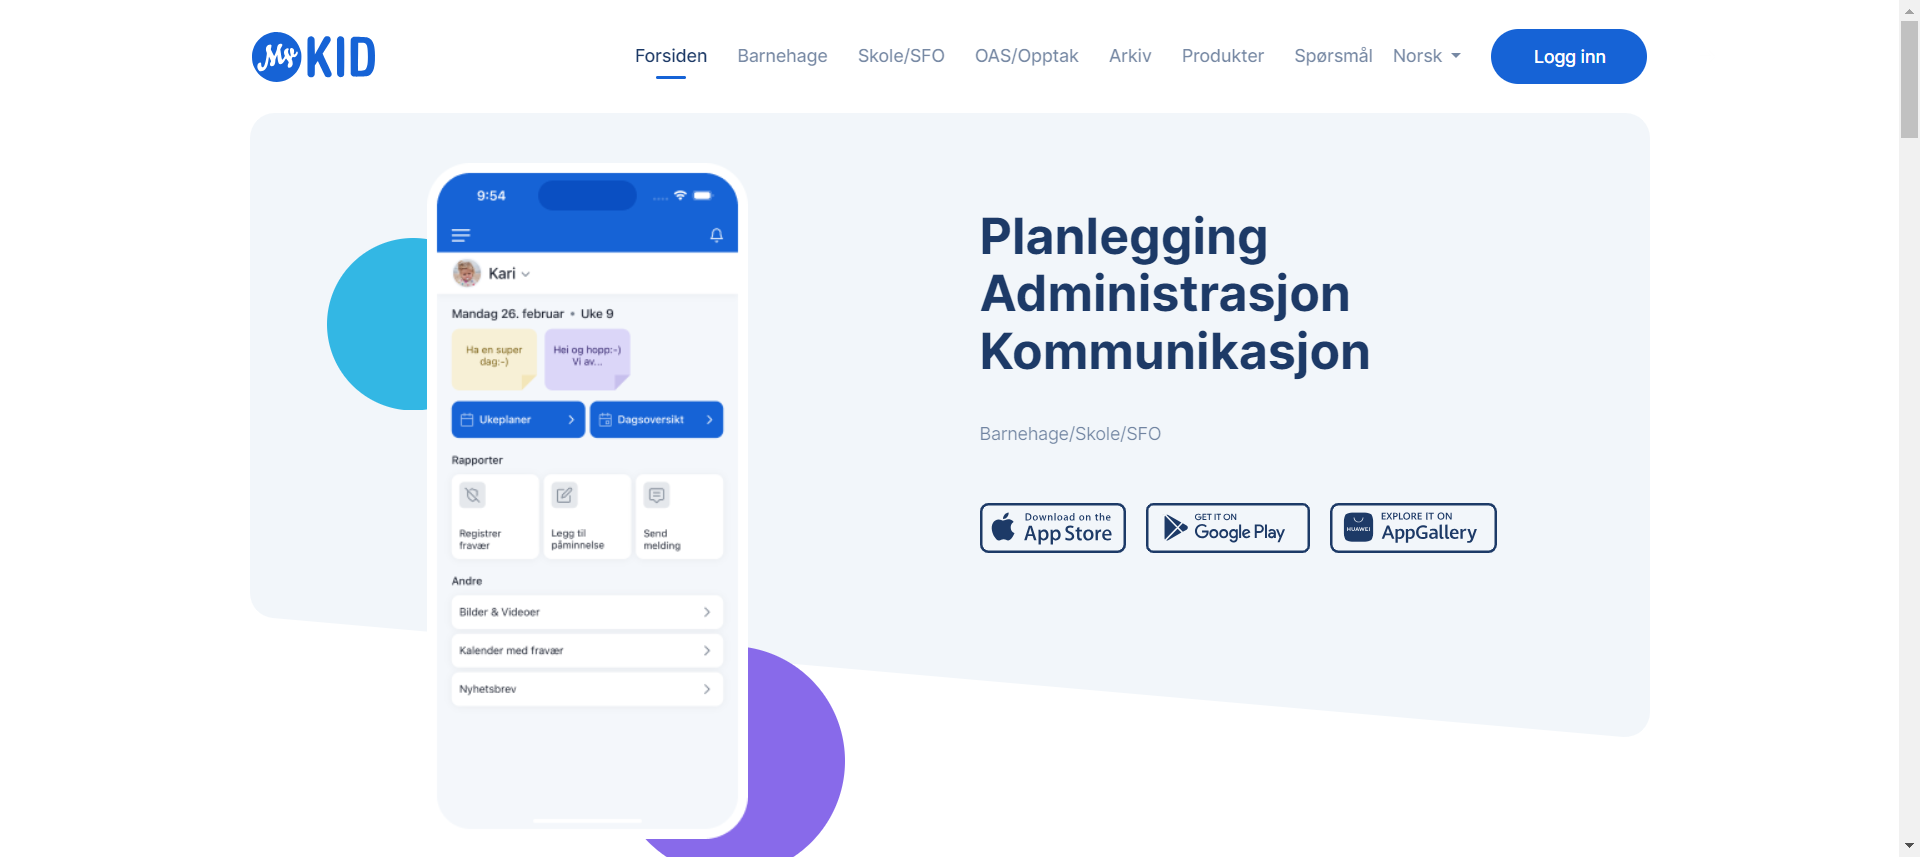 My KID
Forsiden Barnehage Skole/SFO OAS/Opptak Arkiv Produkter Spørsmål Norsk Logg inn
9:54
Kari
Mandag 26. februar • Uke 9
Ha en super
dag:-)
Hei og hopp:-)
Vi av...
Ukeplaner Dagsoversikt
Rapporter
Registrer
fravær
Legg til
påminnelse
Send
melding
Andre
Bilder & Videoer
Kalender med fravær
Nyhetsbrev
Planlegging
Administrasjon
Kommunikasjon
Barnehage/Skole/SFO
Download on the
App Store
GET IT ON
Google Play
HUAWEI
EXPLORE IT ON
AppGallery